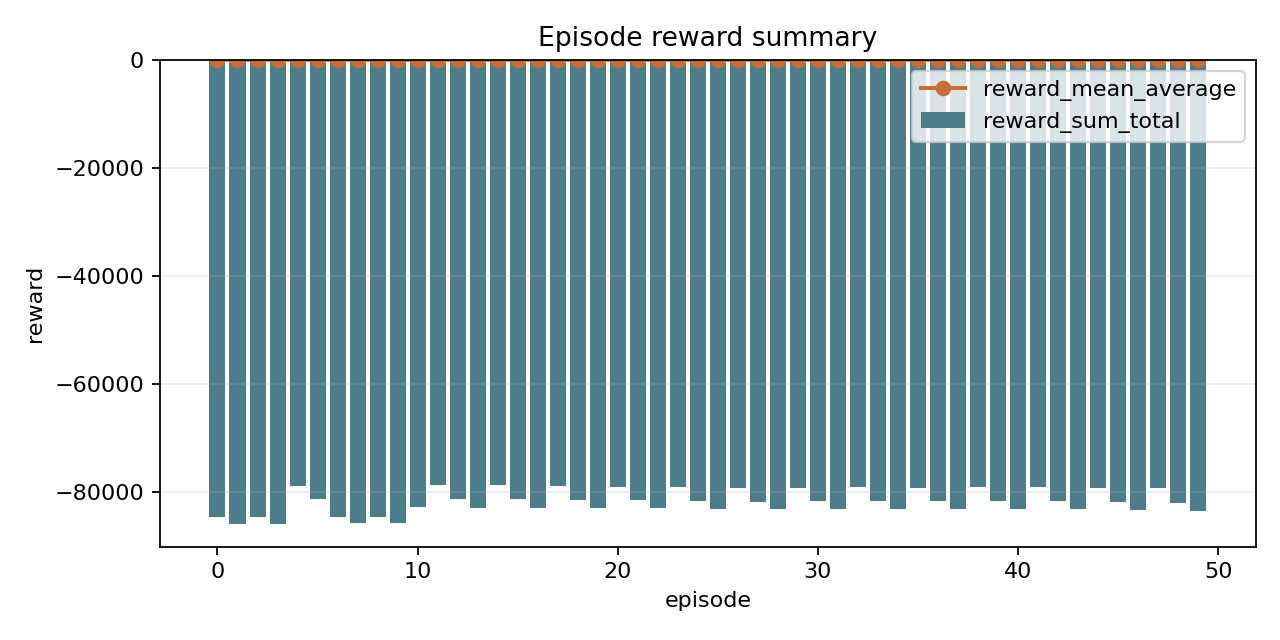 Episode reward summary
reward_mean_average
reward_sum_total
reward
0
−20000
−40000
−60000
−80000
0 10 20 30 40 50
episode